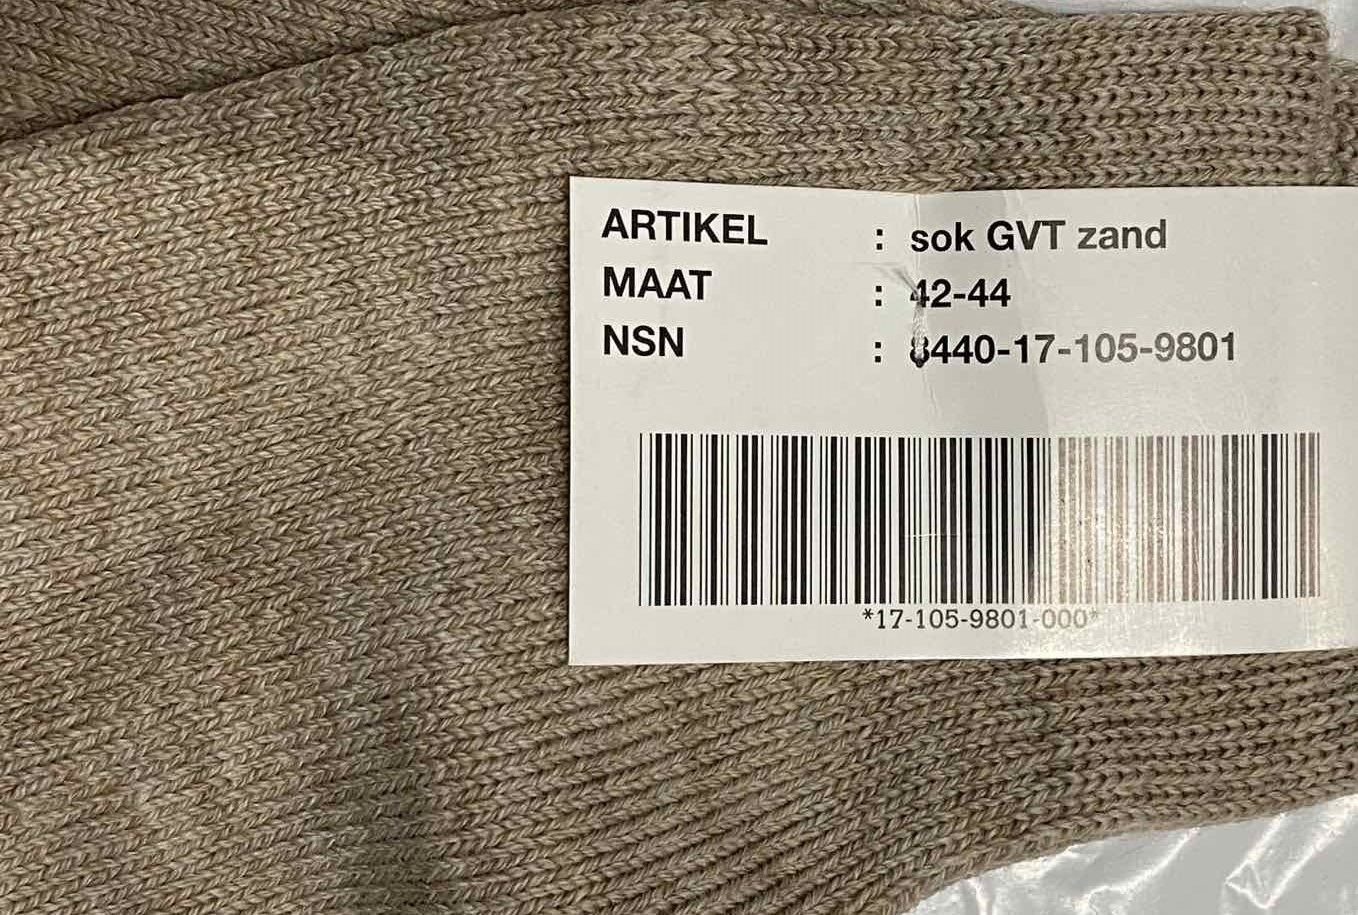 ARTIKEL : sok GVT zand
MAAT : 42-44
NSN : 8440-17-105-9801
*17-105-9801-000*